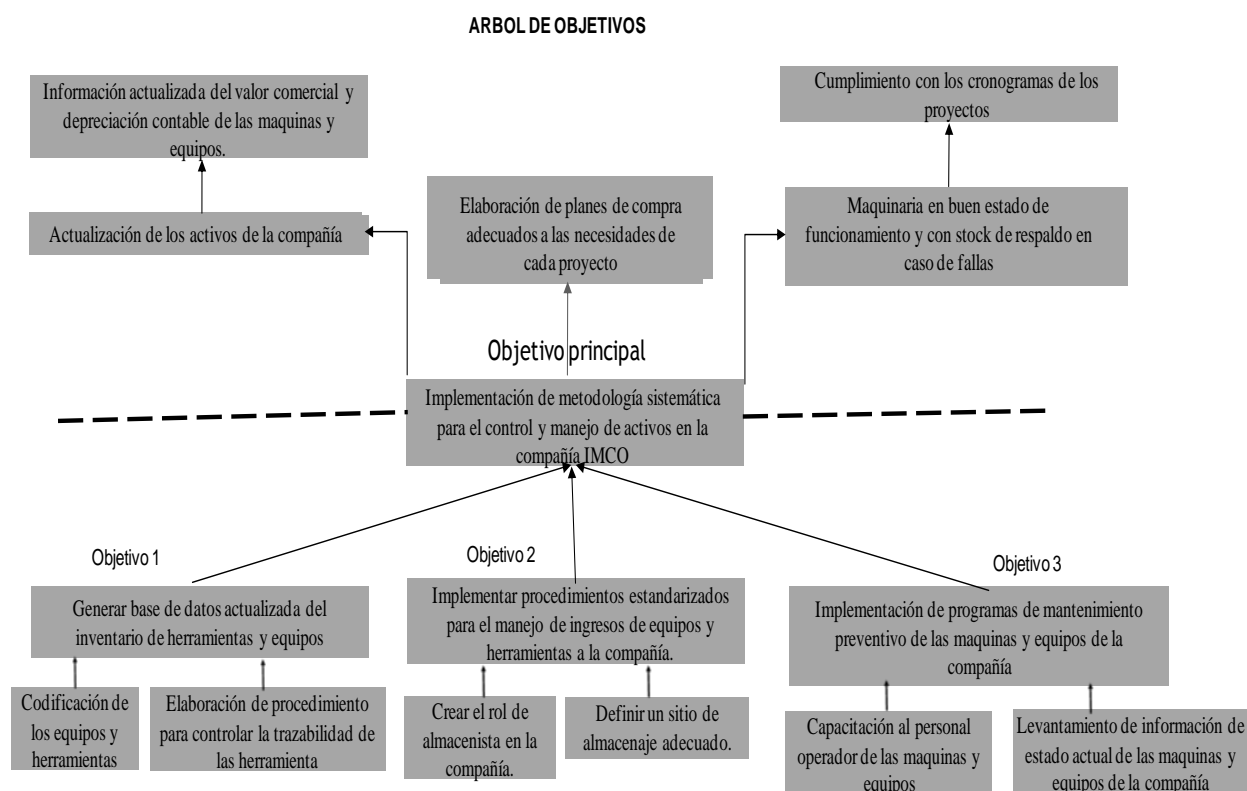 ARBOL DE OBJETIVOS
Información actualizada del valor comercial y
depreciación contable de las maquinas y
equipos.
Cumplimiento con los cronogramas de los
proyectos
Actualización de los activos de la compañía
Elaboración de planes de compra
adecuados a las necesidades de
cada proyecto
Maquinaria en buen estado de
funcionamiento y con stock de respaldo en
caso de fallas
Objetivo principal
Implementación de metodología sistemática
para el control y manejo de activos en la
compañía IMCO
Objetivo 1
Generar base de datos actualizada del
inventario de herramientas y equipos
Codificación de
los equipos y
herramientas
Elaboración de procedimiento
para controlar la trazabilidad de
las herramienta
Objetivo 2
Implementar procedimientos estandarizados
para el manejo de ingresos de equipos y
herramientas a la compañía.
Crear el rol de
almacenista en la
compañía.
Definir un sitio de
almacenaje adecuado.
Objetivo 3
Implementación de programas de mantenimiento
preventivo de las maquinas y equipos de la
compañía
Capacitación al personal
operador de las maquinas y
equipos
Levantamiento de información de
estado actual de las maquinas y
equipos de la compañía